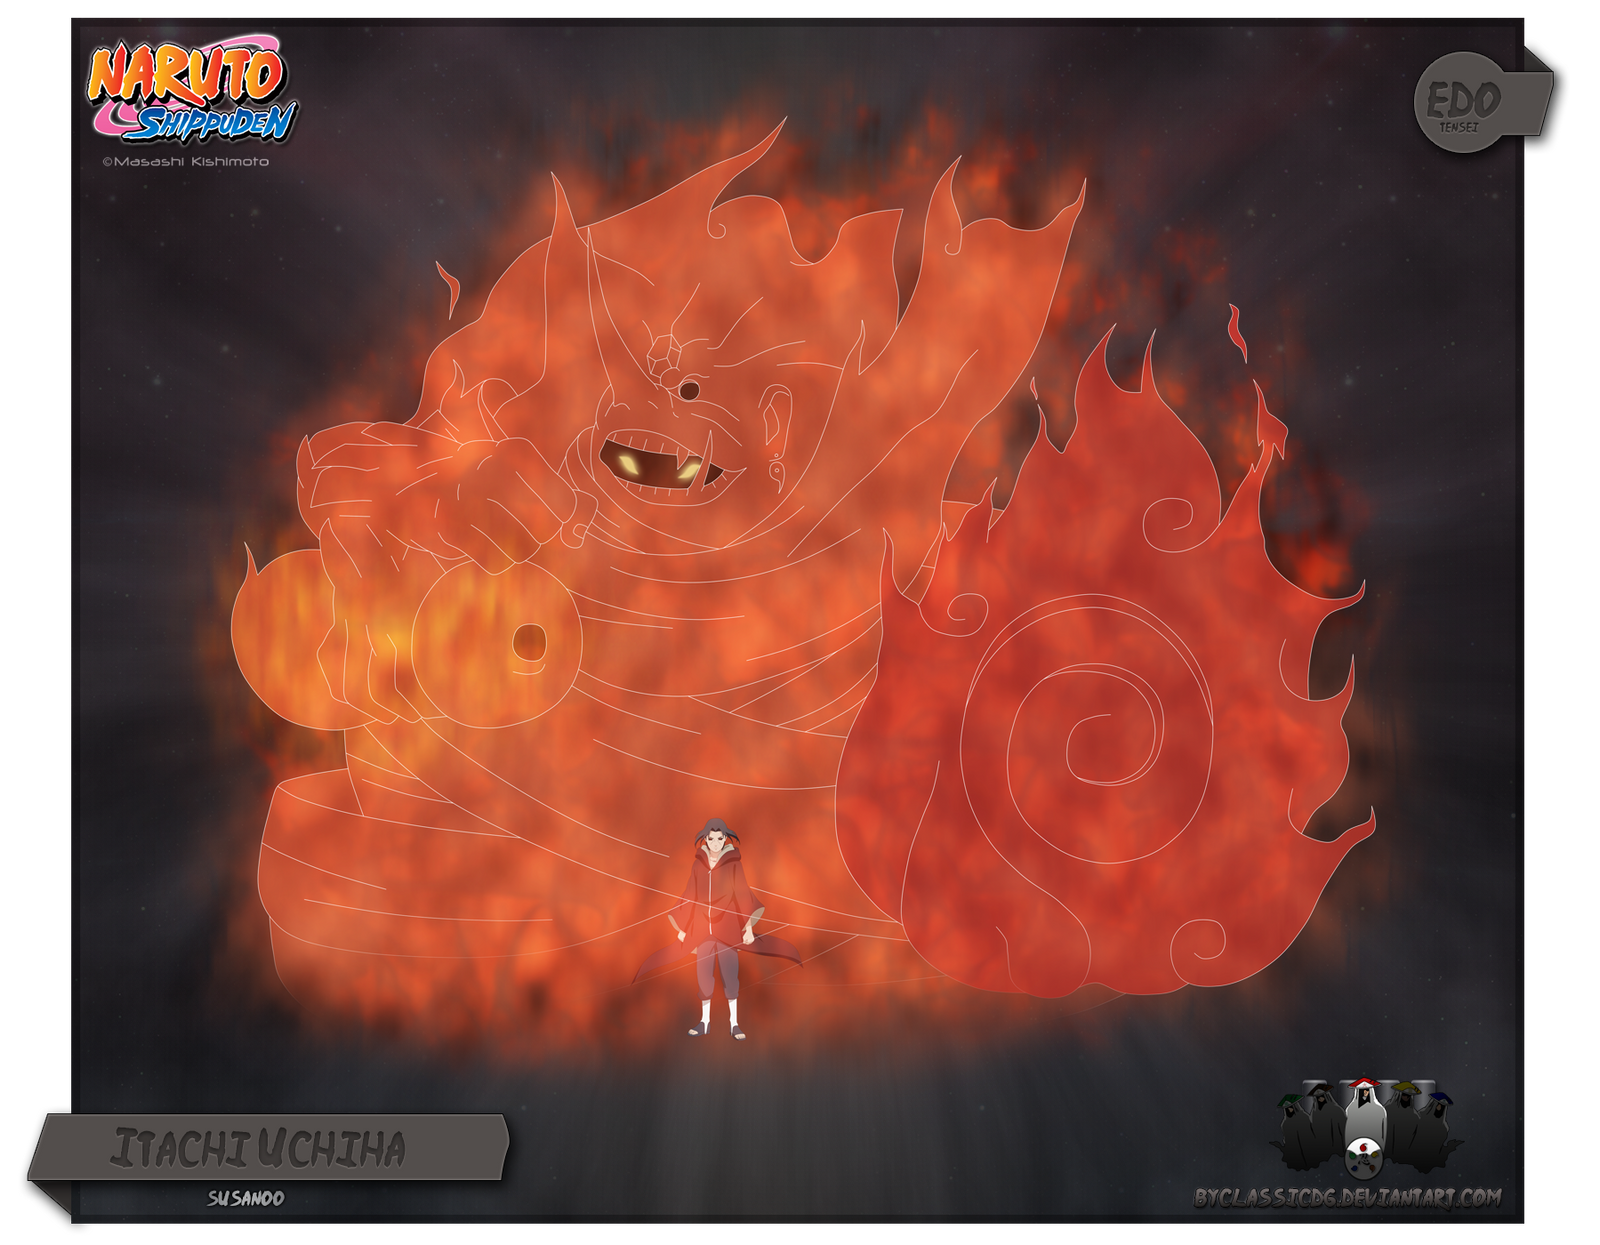 NARUTO
SHIPPUDEN
©Masashi Kishimoto
EDO
TENSEI
ITACHI UCHIHA
SUSANOO
BYCLASSICDG.DEVIANTART.COM